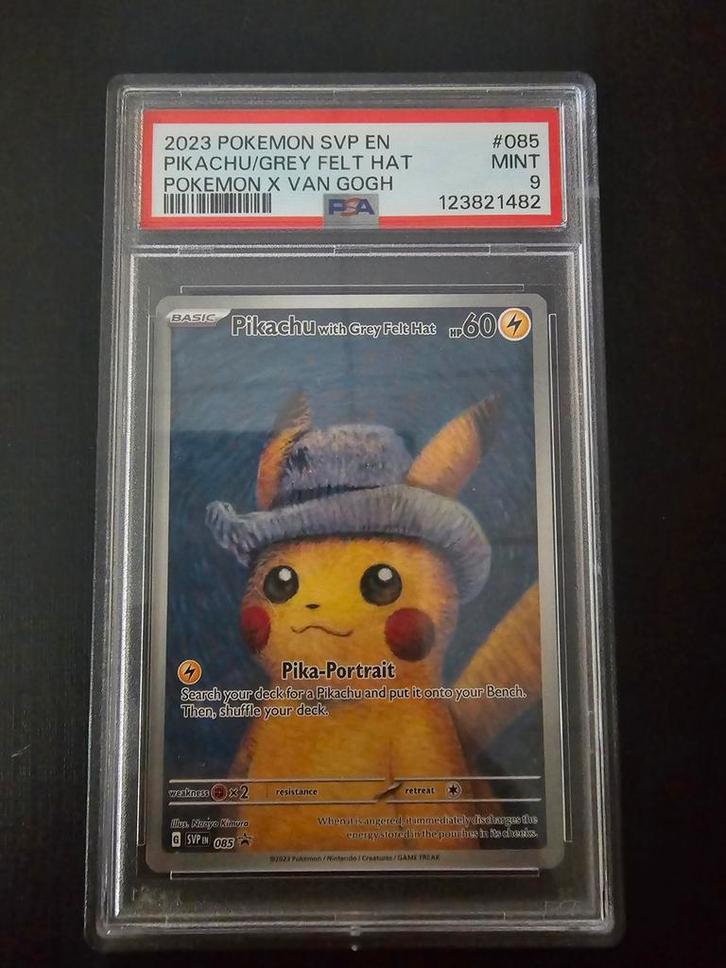 2023 POKEMON SVP EN #085
PIKACHU/GREY FELT HAT MINT
POKEMON X VAN GOGH 9
PSA 123821482
BASIC Pikachu with Grey Felt Hat HP60
Pika-Portrait
Search your deck for a Pikachu and put it onto your Bench.
Then, shuffle your deck.
weakness ×2 resistance retreat
Illus. Naoyo Kimura
When it is angered, it immediately discharges the
energy stored in the pouches in its cheeks.
G SVP EN 085
©2023 Pokémon / Nintendo / Creatures / GAME FREAK